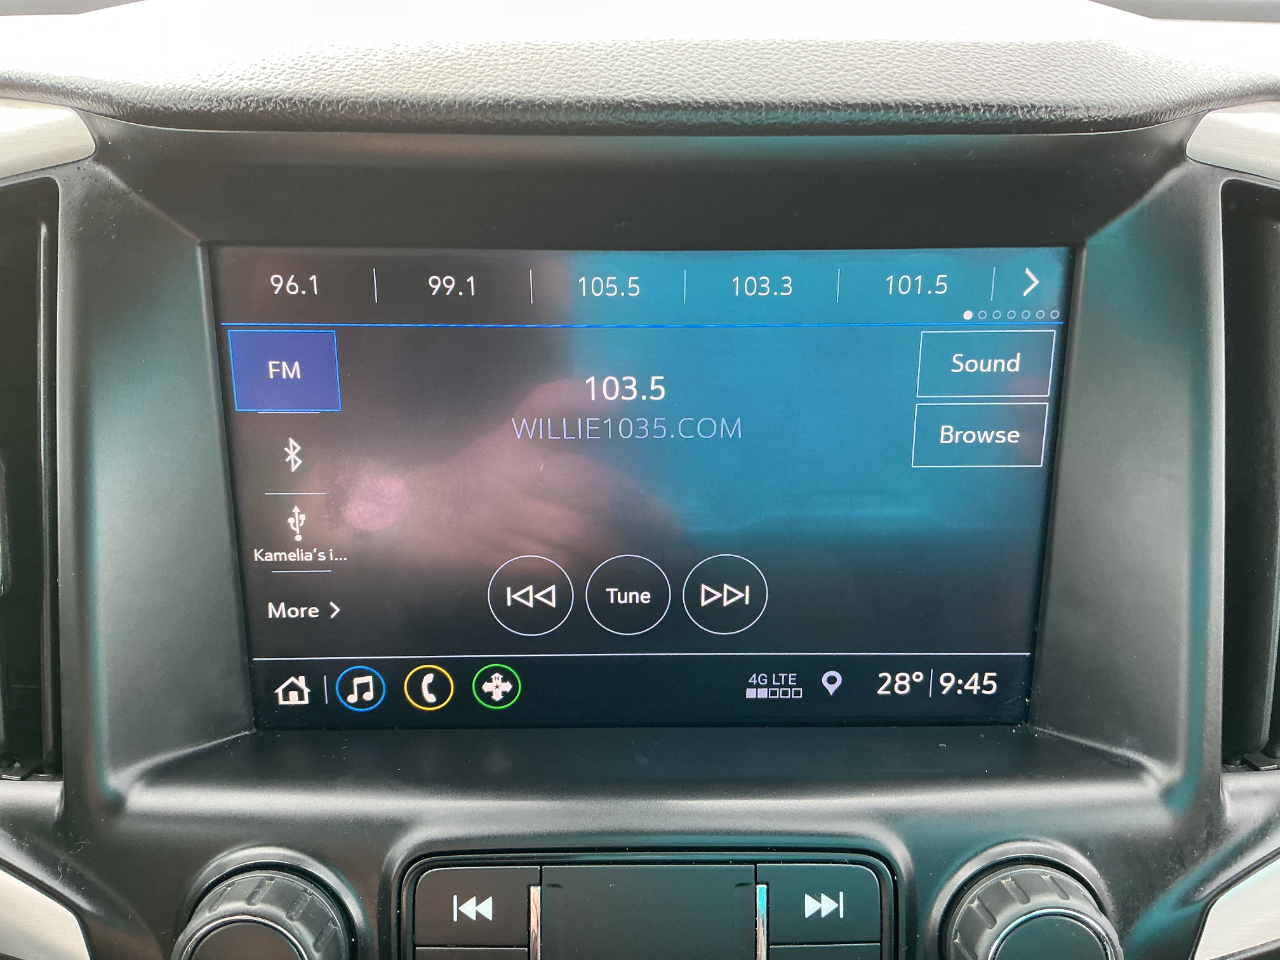 96.1 99.1 105.5 103.3 101.5
FM
Sound
103.5
WILLIE1035.COM
Browse
Kamelia's i...
Tune
More
4G LTE
28° 9:45